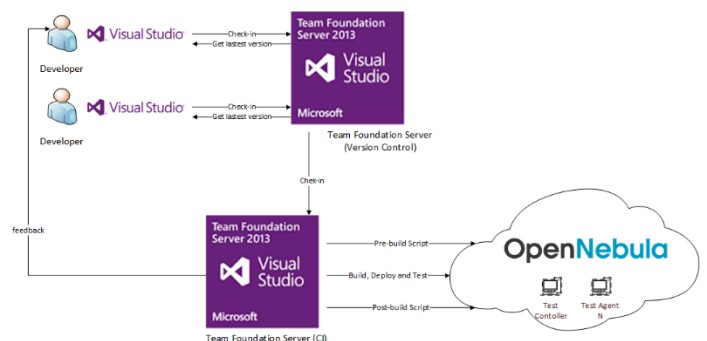 Visual Studio
Check-in
Get lastest version
Developer
Team Foundation
Server 2013
Visual
Studio
Microsoft
Visual Studio
Check-in
Get lastest version
Developer
Team Foundation Server
(Version Control)
Chek-in
feedback
Team Foundation
Server 2013
Visual
Studio
Microsoft
Team Foundation Server (CI)
Pre-build Script
Build, Deploy and Test
Post-build Script
OpenNebula
Test
Contoller
Test Agent
N